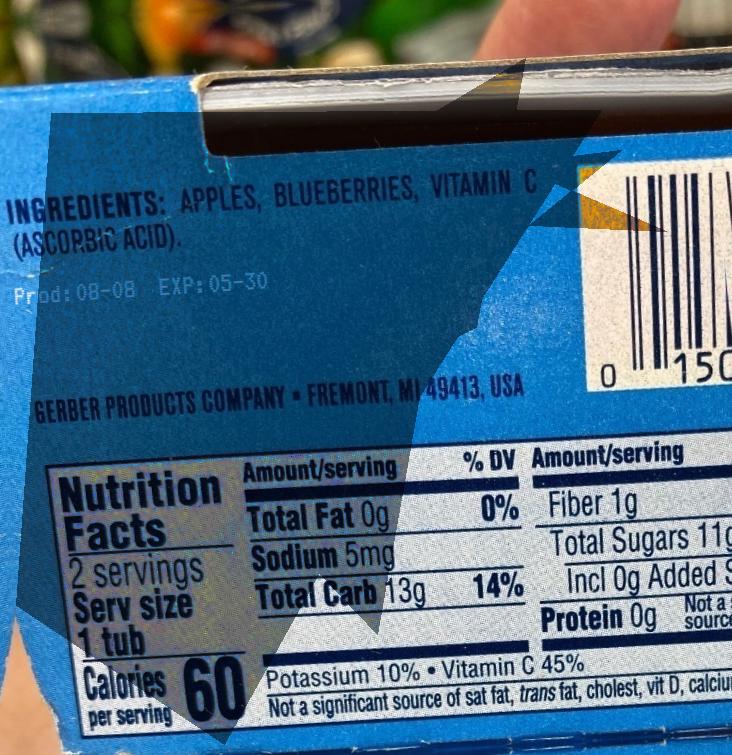 INGREDIENTS: APPLES, BLUEBERRIES, VITAMIN C
(ASCORBIC ACID).
Prod:08-08 EXP:05-30
GERBER PRODUCTS COMPANY • FREMONT, MI 49413, USA
0 150
Nutrition
Facts
2 servings
Serv size
1 tub
Calories
per serving
60
Amount/serving % DV
Total Fat 0g 0%
Sodium 5mg
Total Carb 13g 14%
Amount/serving
Fiber 1g
Total Sugars 11g
Incl 0g Added
Protein 0g Not a
Potassium 10% • Vitamin C 45%
Not a significant source of sat fat, trans fat, cholest, vit D,